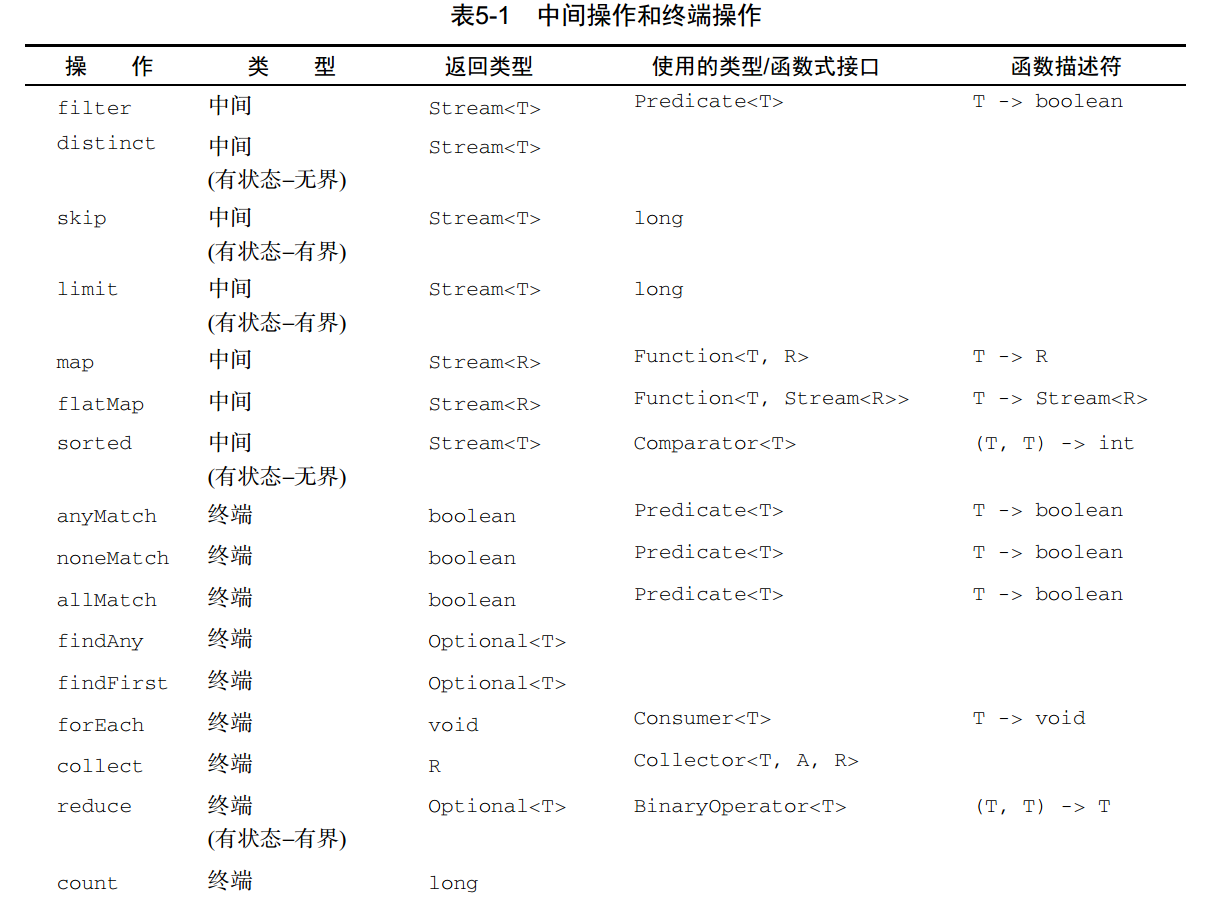 表5-1 中间操作和终端操作
操 作 类 型 返回类型 使用的类型/函数式接口 函数描述符
filter 中间 Stream<T> Predicate<T> T -> boolean
distinct 中间 Stream<T>
(有状态–无界)
skip 中间 Stream<T> long
(有状态–有界)
limit 中间 Stream<T> long
(有状态–有界)
map 中间 Stream<R> Function<T, R> T -> R
flatMap 中间 Stream<R> Function<T, Stream<R>> T -> Stream<R>
sorted 中间 Stream<T> Comparator<T> (T, T) -> int
(有状态–无界)
anyMatch 终端 boolean Predicate<T> T -> boolean
noneMatch 终端 boolean Predicate<T> T -> boolean
allMatch 终端 boolean Predicate<T> T -> boolean
findAny 终端 Optional<T>
findFirst 终端 Optional<T>
forEach 终端 void Consumer<T> T -> void
collect 终端 R Collector<T, A, R>
reduce 终端 Optional<T> BinaryOperator<T> (T, T) -> T
(有状态–有界)
count 终端 long